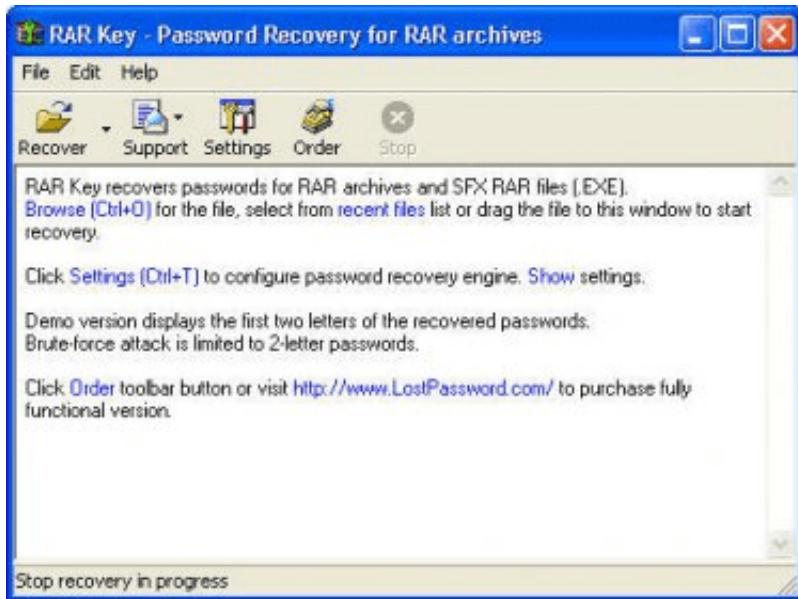 RAR Key - Password Recovery for RAR archives
File Edit Help
Recover Support Settings Order Stop
RAR Key recovers passwords for RAR archives and SFX RAR files (.EXE).
Browse (Ctrl+O) for the file, select from recent files list or drag the file to this window to start
recovery.
Click Settings (Ctrl+T) to configure password recovery engine. Show settings.
Demo version displays the first two letters of the recovered passwords.
Brute-force attack is limited to 2-letter passwords.
Click Order toolbar button or visit http://www.LostPassword.com/ to purchase fully
functional version.
Stop recovery in progress